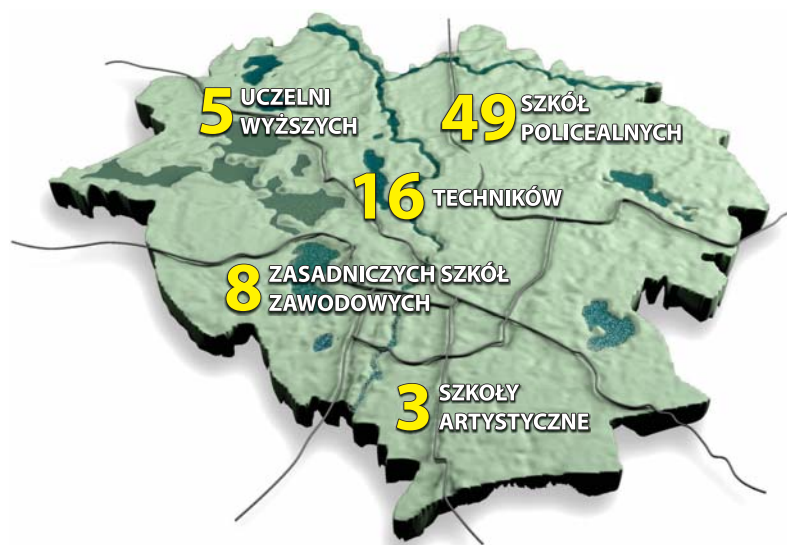 5 UCZELNI
WYŻSZYCH
49 SZKÓŁ
POLICEALNYCH
16 TECHNIKÓW
8 ZASADNICZYCH SZKÓŁ
ZAWODOWYCH
3 SZKOŁY
ARTYSTYCZNE